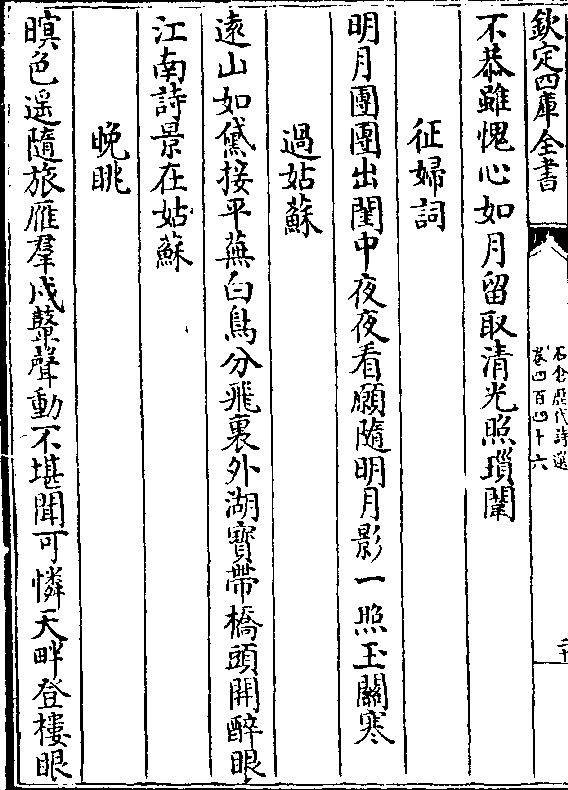 欽定四庫全書
石倉歷代詩選
卷四百四十六
二十
不恭雖愧心如月留取清光照瑣闈
征婦詞
明月團團出閨中夜夜看願隨明月影一照玉關寒
過姑蘇
遠山如黛接平蕪白鳥分飛裏外湖寶帶橋頭開醉眼
江南詩景在姑蘇
晚眺
暝色遥隨旅雁羣戍鼙聲動不堪聞可憐天畔登樓眼